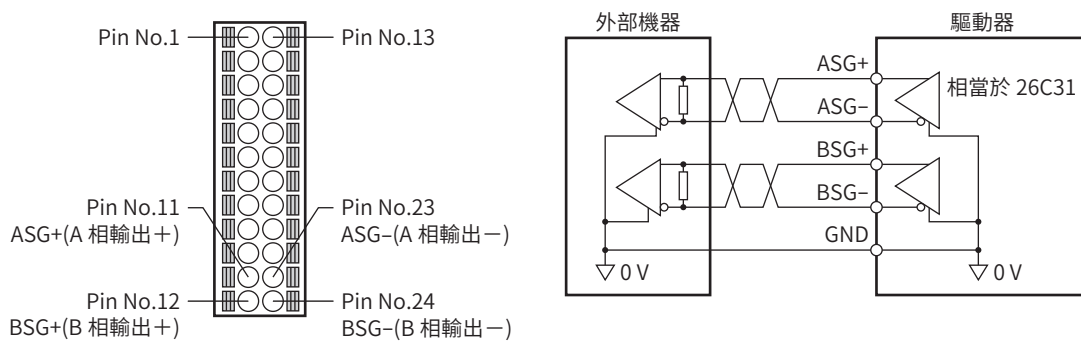 Pin No.1
Pin No.13
Pin No.11
ASG+(A 相輸出＋)
Pin No.23
ASG–(A 相輸出－)
Pin No.12
BSG+(B 相輸出＋)
Pin No.24
BSG–(B 相輸出－)
外部機器
驅動器
ASG+
相當於 26C31
ASG–
BSG+
BSG–
GND
0 V
0 V